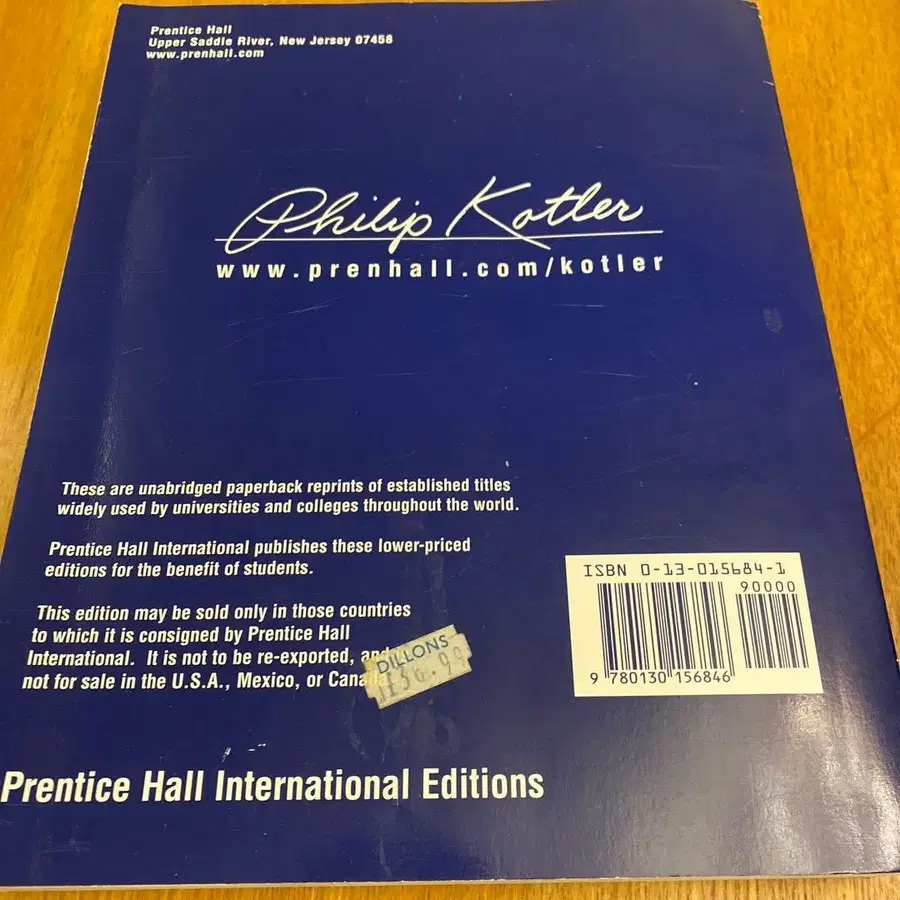 Prentice Hall
Upper Saddle River, New Jersey 07458
www.prenhall.com
Philip Kotler
www.prenhall.com/kotler
These are unabridged paperback reprints of established titles
widely used by universities and colleges throughout the world.
Prentice Hall International publishes these lower-priced
editions for the benefit of students.
This edition may be sold only in those countries
to which it is consigned by Prentice Hall
International. It is not to be re-exported, and
not for sale in the U.S.A., Mexico, or Canada.
DILLONS
ISBN 0-13-015684-1
90000
9 780130 156846
Prentice Hall International Editions